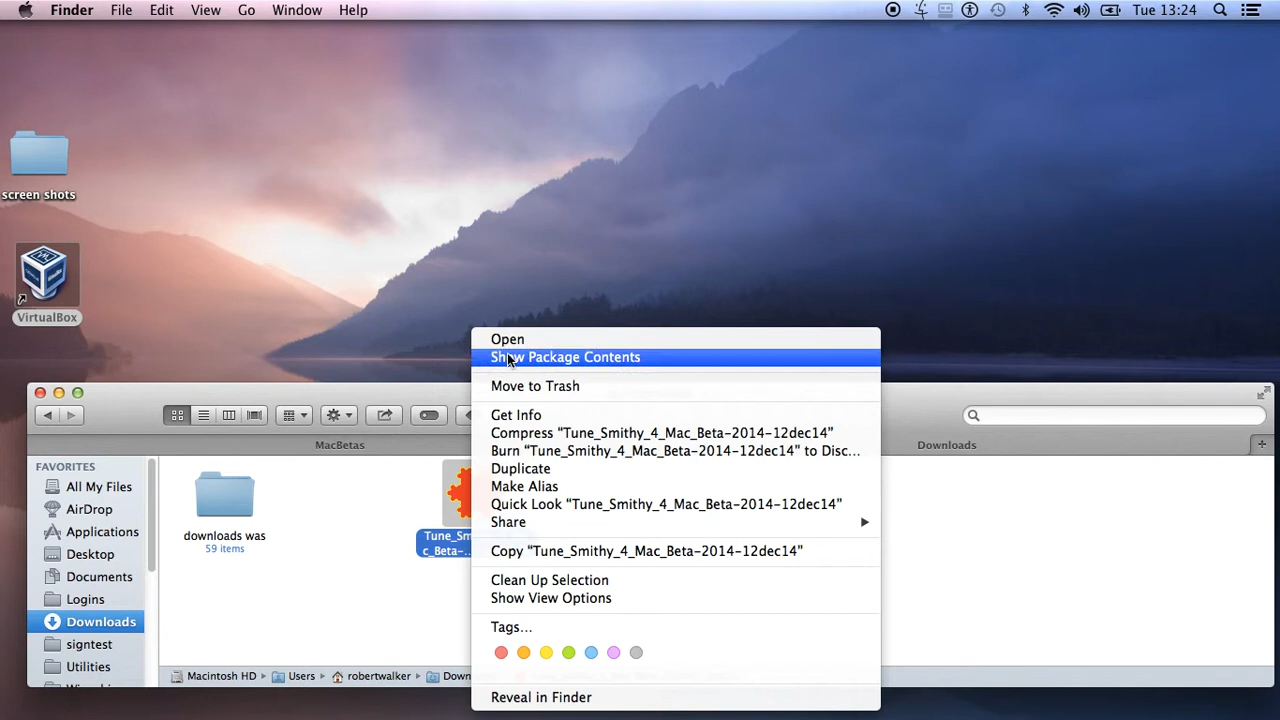 Finder File Edit View Go Window Help Tue 13:24
screen shots
VirtualBox
Open
Show Package Contents
Move to Trash
Get Info
Compress “Tune_Smithy_4_Mac_Beta-2014-12dec14”
Burn “Tune_Smithy_4_Mac_Beta-2014-12dec14” to Disc...
Duplicate
Make Alias
Quick Look “Tune_Smithy_4_Mac_Beta-2014-12dec14”
Share
Copy “Tune_Smithy_4_Mac_Beta-2014-12dec14”
Clean Up Selection
Show View Options
Tags...
Reveal in Finder
MacBetas
Downloads
FAVORITES
All My Files
AirDrop
Applications
Desktop
Documents
Logins
Downloads
signtest
Utilities
downloads was
59 items
Tune_Sm
c_Beta-
Macintosh HD Users robertwalker Down